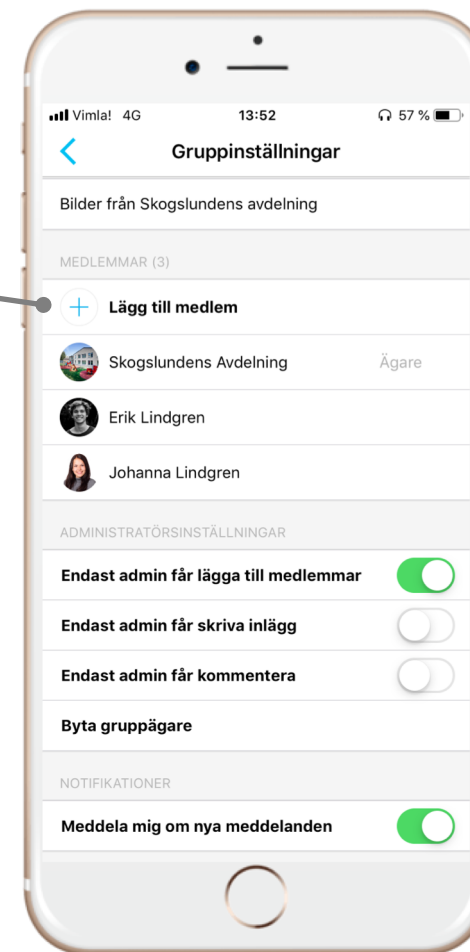 Vimla! 4G 13:52 57 %
Gruppinställningar
Bilder från Skogslundens avdelning
MEDLEMMAR (3)
Lägg till medlem
Skogslundens Avdelning Ägare
Erik Lindgren
Johanna Lindgren
ADMINISTRATÖRSINSTÄLLNINGAR
Endast admin får lägga till medlemmar
Endast admin får skriva inlägg
Endast admin får kommentera
Byta gruppägare
NOTIFIKATIONER
Meddela mig om nya meddelanden